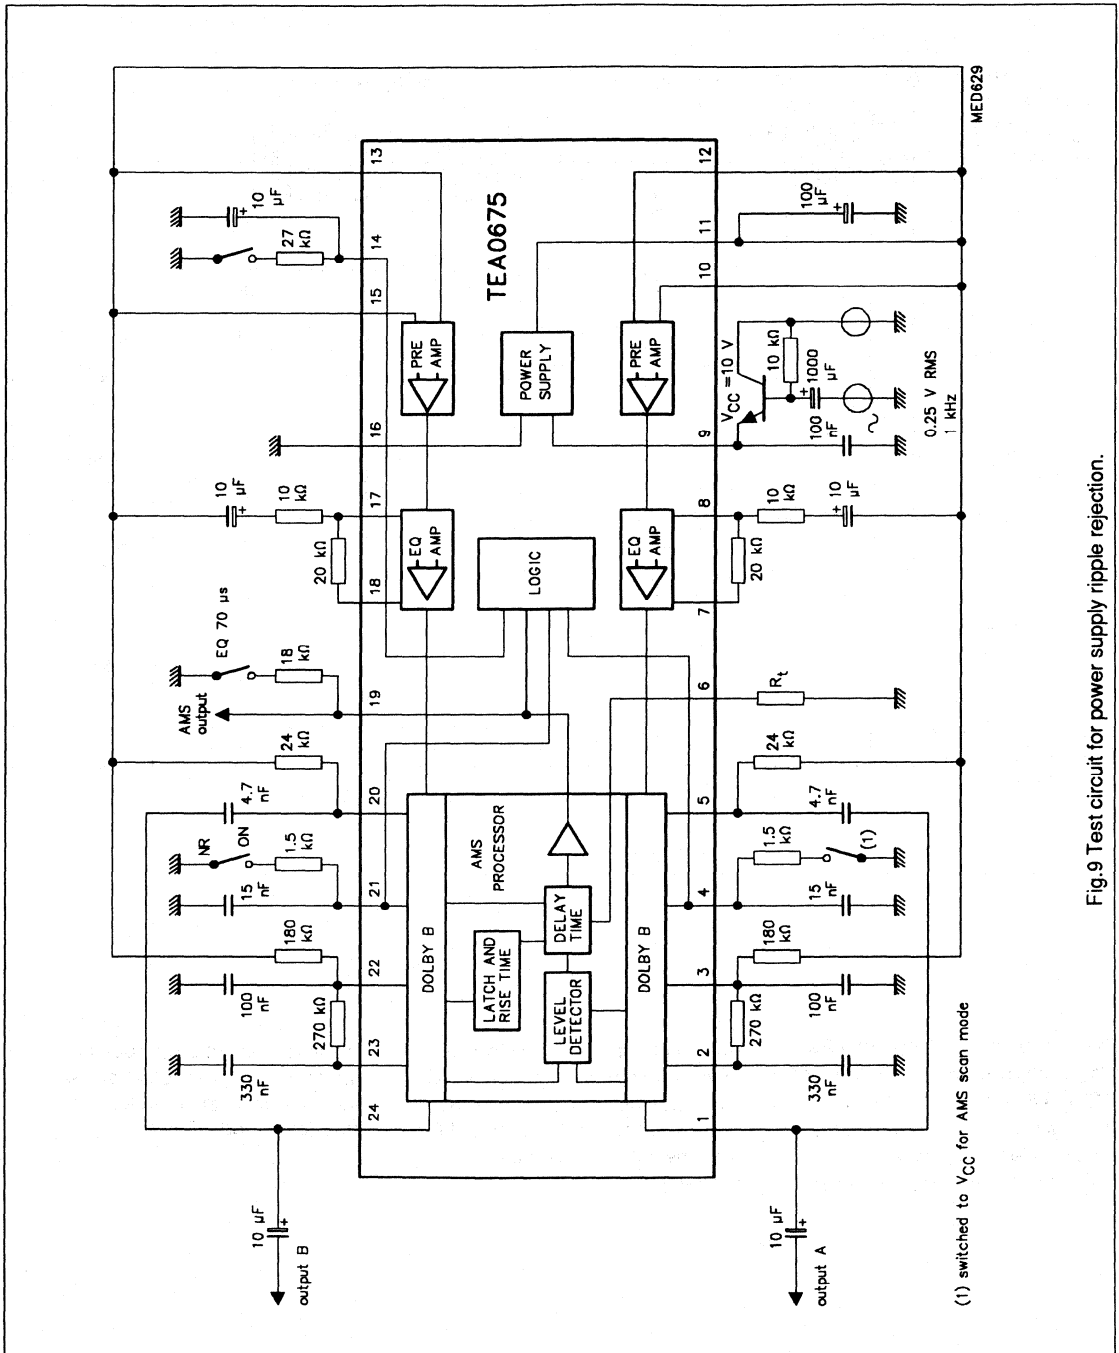 MED629
13
12
10
µF
27
kΩ
14
15
TEA0675
11
10
100
µF
PRE
AMP
POWER
SUPPLY
PRE
AMP
VCC = 10 V
10 kΩ
1000
µF
100
nF
0.25 V RMS
1 kHz
16
9
10
µF
10
kΩ
20 kΩ
17
18
EQ
AMP
LOGIC
EQ
AMP
8
7
10
kΩ
10
µF
20 kΩ
EQ 70 µs
18
kΩ
AMS
output
19
6
Rt
24
kΩ
4.7
nF
20
5
24
kΩ
4.7
nF
NR
ON
1.5
kΩ
15
nF
21
AMS
PROCESSOR
4
1.5
kΩ
(1)
15
nF
180
kΩ
100
nF
270 kΩ
22
23
DOLBY B
LATCH AND
RISE TIME
DELAY
TIME
LEVEL
DETECTOR
DOLBY B
3
2
180
kΩ
100
nF
270 kΩ
330
nF
24
1
330
nF
10 µF
output B
10 µF
output A
(1) switched to VCC for AMS scan mode
Fig.9 Test circuit for power supply ripple rejection.